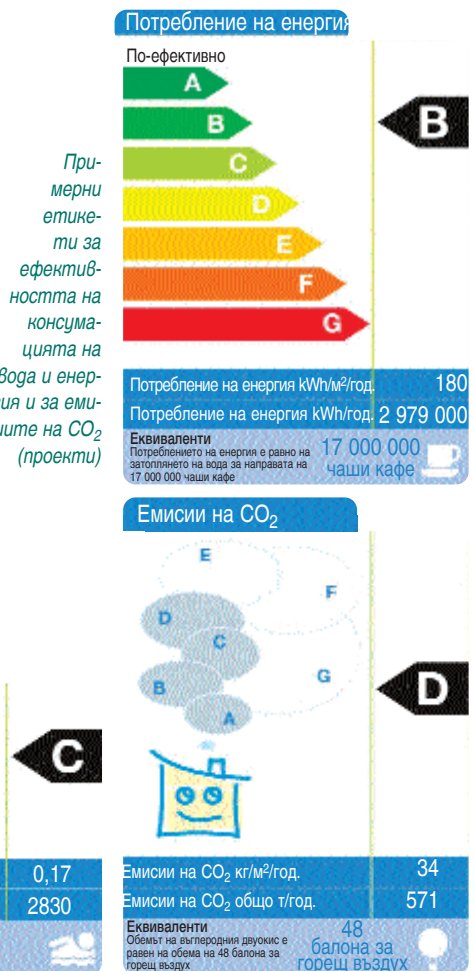 Потребление на енергия
По-ефективно
A
B
B
C
D
E
F
G
При-
мерни
етике-
ти за
ефектив-
ността на
консума-
цията на
вода и енер-
ия и за еми-
иите на CO2
(проекти)
Потребление на енергия kWh/м²/год. 180
Потребление на енергия kWh/год. 2 979 000
Еквиваленти
Потреблението на енергия е равно на
затоплянето на вода за направата на
17 000 000 чаши кафе
17 000 000
чаши кафе
Емисии на CO2
E
F
D
C
G
B
A
D
C
0,17
2830
Емисии на CO2 кг/м²/год. 34
Емисии на CO2 общо т/год. 571
Еквиваленти
Обемът на въглеродния двуокис е
равен на обема на 48 балона за
горещ въздух
48
балона за
горещ въздух